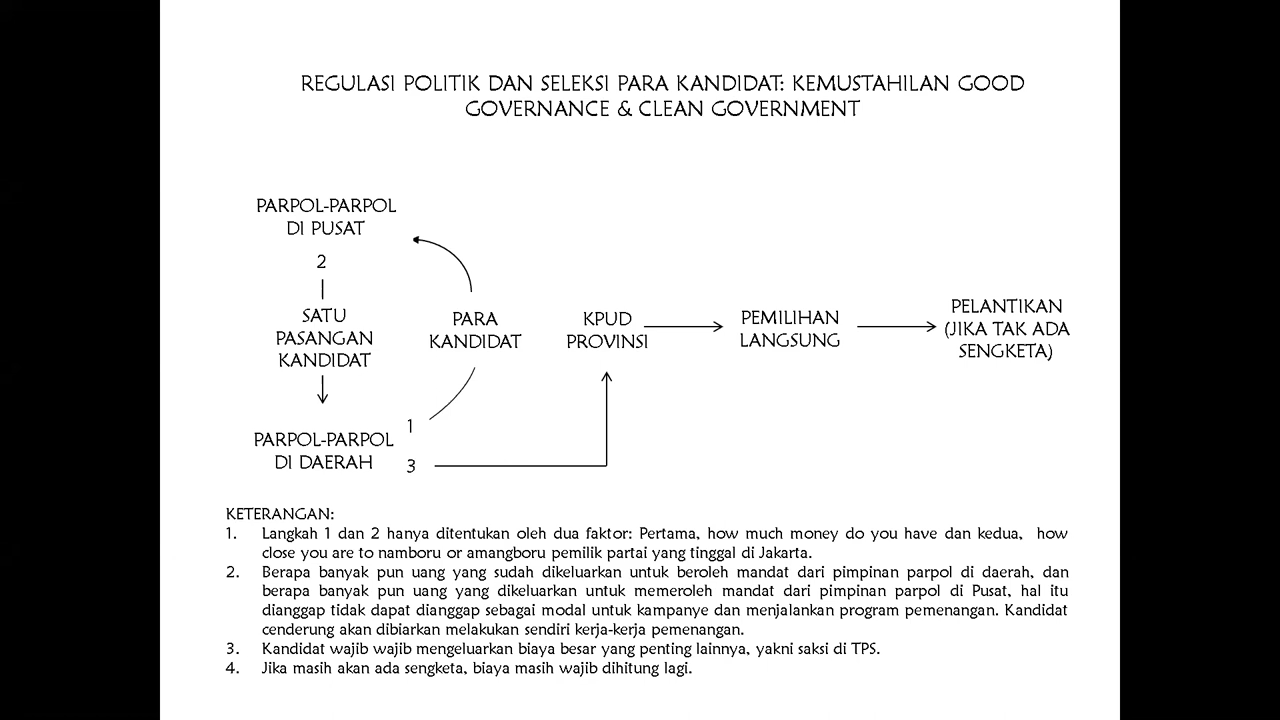 REGULASI POLITIK DAN SELEKSI PARA KANDIDAT: KEMUSTAHILAN GOOD
GOVERNANCE & CLEAN GOVERNMENT
PARPOL-PARPOL
DI PUSAT
2
SATU
PASANGAN
KANDIDAT
PARPOL-PARPOL
DI DAERAH
1
3
PARA
KANDIDAT
KPUD
PROVINSI
PEMILIHAN
LANGSUNG
PELANTIKAN
(JIKA TAK ADA
SENGKETA)
KETERANGAN:
1. Langkah 1 dan 2 hanya ditentukan oleh dua faktor: Pertama, how much money do you have dan kedua, how
close you are to namboru or amangboru pemilik partai yang tinggal di Jakarta.
2. Berapa banyak pun uang yang sudah dikeluarkan untuk beroleh mandat dari pimpinan parpol di daerah, dan
berapa banyak pun uang yang dikeluarkan untuk memeroleh mandat dari pimpinan parpol di Pusat, hal itu
dianggap tidak dapat dianggap sebagai modal untuk kampanye dan menjalankan program pemenangan. Kandidat
cenderung akan dibiarkan melakukan sendiri kerja-kerja pemenangan.
3. Kandidat wajib wajib mengeluarkan biaya besar yang penting lainnya, yakni saksi di TPS.
4. Jika masih akan ada sengketa, biaya masih wajib dihitung lagi.